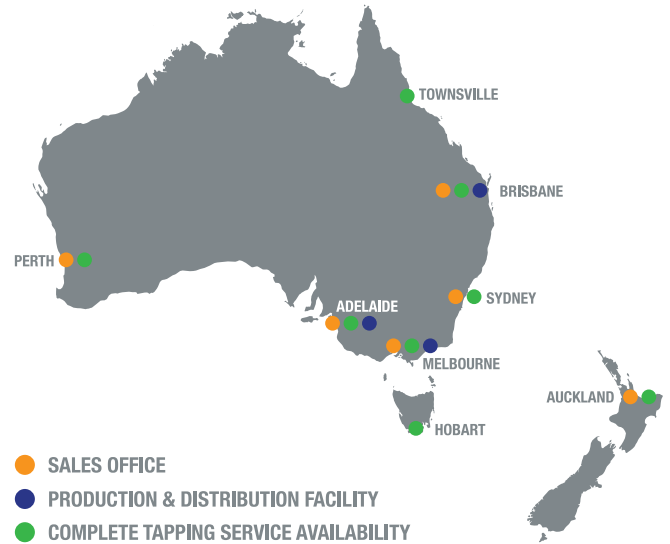 TOWNSVILLE
BRISBANE
PERTH
SYDNEY
ADELAIDE
MELBOURNE
AUCKLAND
HOBART
SALES OFFICE
PRODUCTION & DISTRIBUTION FACILITY
COMPLETE TAPPING SERVICE AVAILABILITY